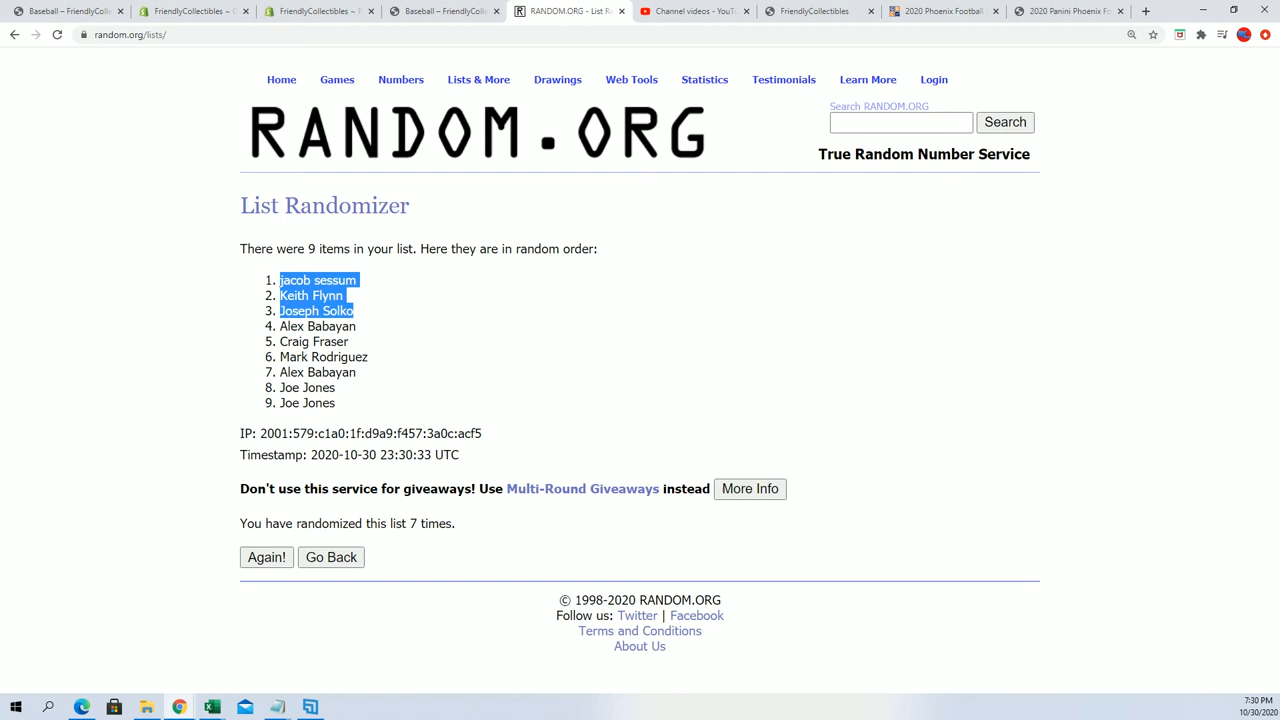 Baseball – FriendlyColl
FriendlyCollectibles ~ C
FriendlyCollectibles ~ P
Baseball – FriendlyColl
RANDOM.ORG - List R
Channel videos - YouTu
FriendlyCollectibles
2020 Phoenix Football
2020 Panini Phoenix Fo
random.org/lists/
Home Games Numbers Lists & More Drawings Web Tools Statistics Testimonials Learn More Login
RANDOM.ORG
Search RANDOM.ORG
Search
True Random Number Service
List Randomizer
There were 9 items in your list. Here they are in random order:
1. jacob sessum
2. Keith Flynn
3. Joseph Solko
4. Alex Babayan
5. Craig Fraser
6. Mark Rodriguez
7. Alex Babayan
8. Joe Jones
9. Joe Jones
IP: 2001:579:c1a0:1f:d9a9:f457:3a0c:acf5
Timestamp: 2020-10-30 23:30:33 UTC
Don't use this service for giveaways! Use Multi-Round Giveaways instead More Info
You have randomized this list 7 times.
Again! Go Back
© 1998-2020 RANDOM.ORG
Follow us: Twitter | Facebook
Terms and Conditions
About Us
7:30 PM
10/30/2020